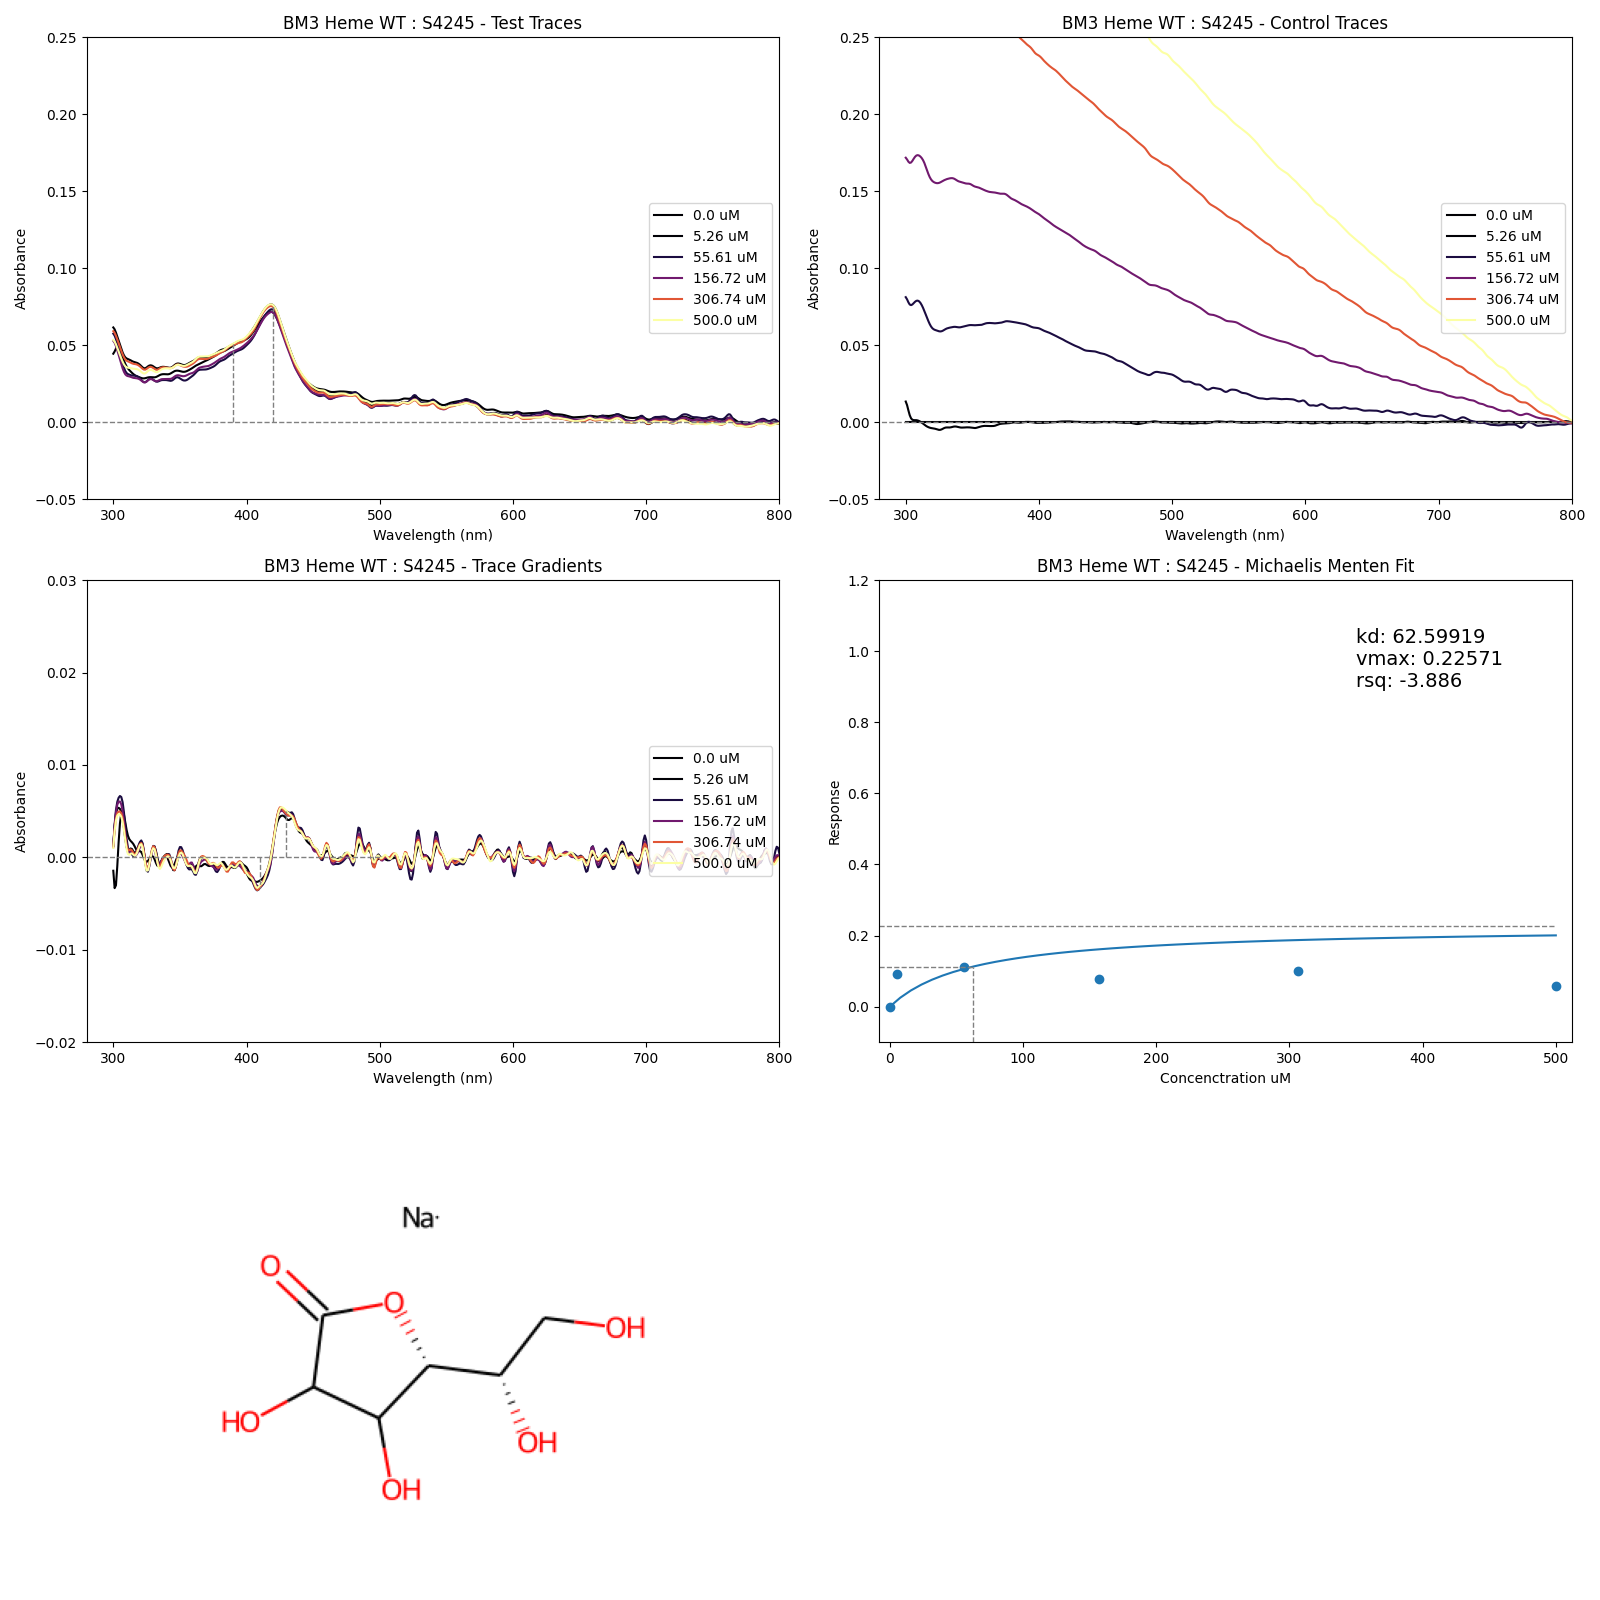 BM3 Heme WT : S4245 - Test Traces
0.25
0.20
0.15
0.10
0.05
0.00
−0.05
Absorbance
300 400 500 600 700 800
Wavelength (nm)
0.0 uM
5.26 uM
55.61 uM
156.72 uM
306.74 uM
500.0 uM
BM3 Heme WT : S4245 - Control Traces
0.25
0.20
0.15
0.10
0.05
0.00
−0.05
Absorbance
300 400 500 600 700 800
Wavelength (nm)
0.0 uM
5.26 uM
55.61 uM
156.72 uM
306.74 uM
500.0 uM
BM3 Heme WT : S4245 - Trace Gradients
0.03
0.02
0.01
0.00
−0.01
−0.02
Absorbance
300 400 500 600 700 800
Wavelength (nm)
0.0 uM
5.26 uM
55.61 uM
156.72 uM
306.74 uM
500.0 uM
BM3 Heme WT : S4245 - Michaelis Menten Fit
1.2
1.0
0.8
0.6
0.4
0.2
0.0
Response
kd: 62.59919
vmax: 0.22571
rsq: -3.886
0 100 200 300 400 500
Concenctration uM
Na·
O
O
OH
HO
OH
OH